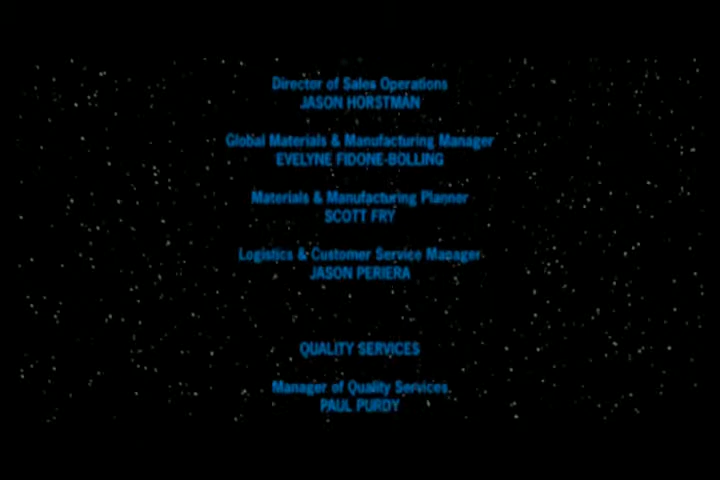 Director of Sales Operations
JASON HORSTMAN
Global Materials & Manufacturing Manager
EVELYNE FIDONE-BOLLING
Materials & Manufacturing Planner
SCOTT FRY
Logistics & Customer Service Manager
JASON PERIERA
QUALITY SERVICES
Manager of Quality Services
PAUL PURDY